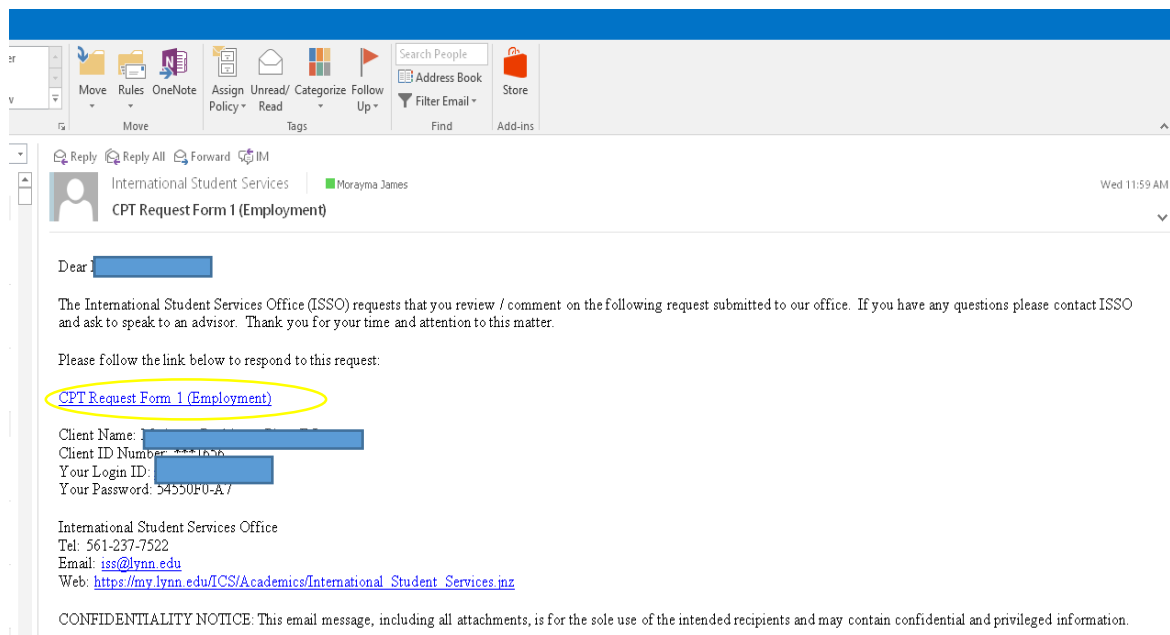 er
w
Move
Rules
OneNote
Assign Policy
Unread/ Read
Categorize
Follow Up
Search People
Address Book
Filter Email
Store
Move
Tags
Find
Add-ins
Reply Reply All Forward IM
International Student Services Morayma James Wed 11:59 AM
CPT Request Form 1 (Employment)
Dear
The International Student Services Office (ISSO) requests that you review / comment on the following request submitted to our office. If you have any questions please contact ISSO
and ask to speak to an advisor. Thank you for your time and attention to this matter.
Please follow the link below to respond to this request:
CPT Request Form 1 (Employment)
Client Name:
Client ID Number: ***1656
Your Login ID:
Your Password: 54550F0-A7
International Student Services Office
Tel: 561-237-7522
Email: iss@lynn.edu
Web: https://my.lynn.edu/ICS/Academics/International_Student_Services.jnz
CONFIDENTIALITY NOTICE: This email message, including all attachments, is for the sole use of the intended recipients and may contain confidential and privileged information.